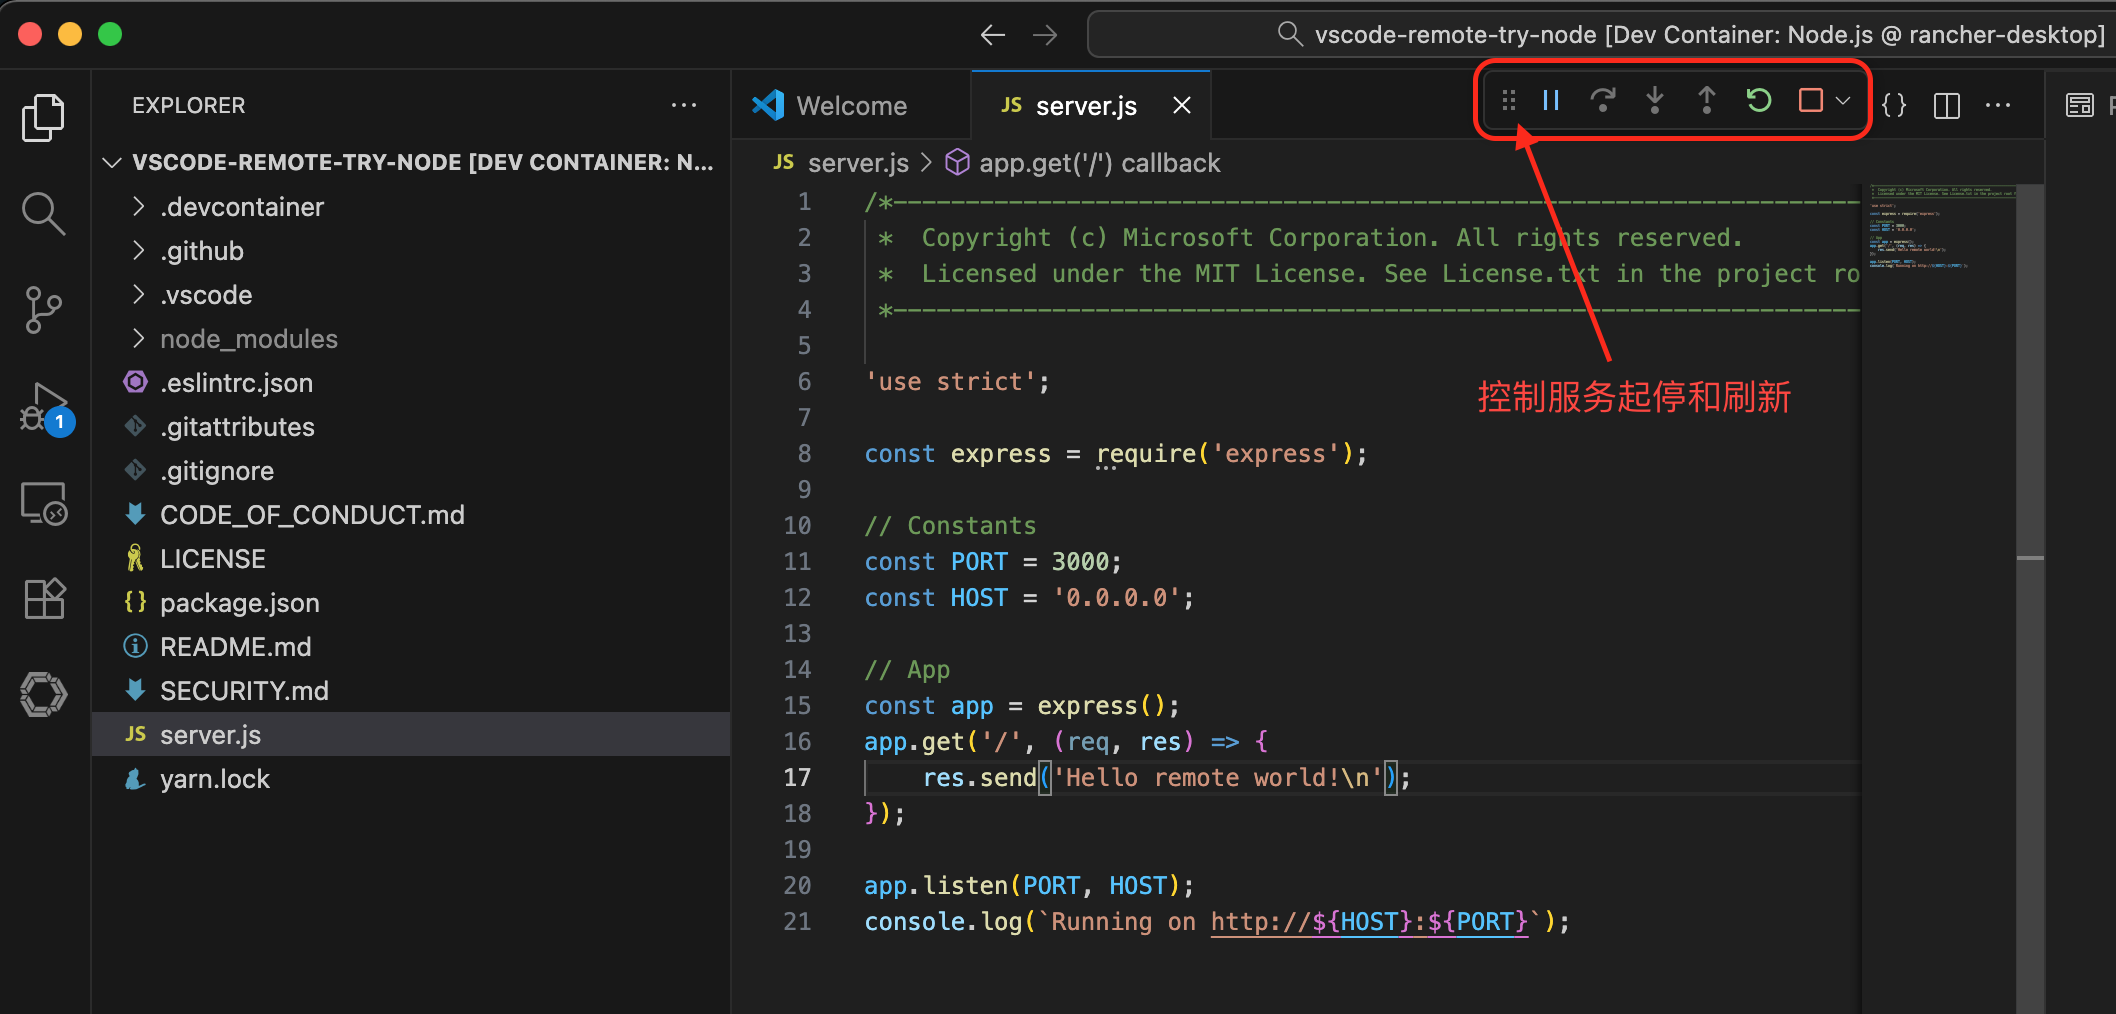 vscode-remote-try-node [Dev Container: Node.js @ rancher-desktop]
EXPLORER
Welcome
JS server.js
{}
VSCODE-REMOTE-TRY-NODE [DEV CONTAINER: N...
JS server.js > app.get('/') callback
.devcontainer
.github
.vscode
node_modules
.eslintrc.json
.gitattributes
.gitignore
CODE_OF_CONDUCT.md
LICENSE
{} package.json
README.md
SECURITY.md
JS server.js
yarn.lock
1
控制服务起停和刷新
1 /*---------------------------------------------------------------
2 * Copyright (c) Microsoft Corporation. All rights reserved.
3 * Licensed under the MIT License. See License.txt in the project ro
4 *---------------------------------------------------------------
5
6 'use strict';
7
8 const express = require('express');
9
10 // Constants
11 const PORT = 3000;
12 const HOST = '0.0.0.0';
13
14 // App
15 const app = express();
16 app.get('/', (req, res) => {
17 res.send('Hello remote world!\n');
18 });
19
20 app.listen(PORT, HOST);
21 console.log(`Running on http://${HOST}:${PORT}`);